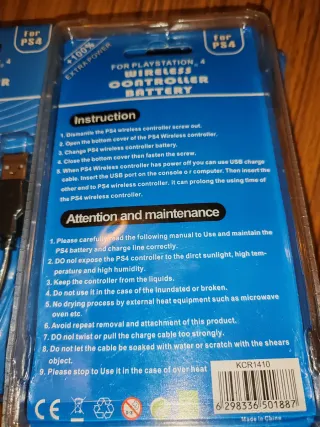 for
PS4
for
PS4
+100%
EXTRAPOWER
FOR PLAYSTATION 4
WIRELESS
CONTROLLER
BATTERY
Instruction
1. Dismantle the PS4 wireless controller screw out.
2. Open the bottom cover of the PS4 Wireless controller.
3. Change PS4 wireless controller battery.
4. Close the bottom cover then fasten the screw.
5. When PS4 Wireless controller has power off you can use USB charge
cable. Insert the USB port on the console or computer. Then insert the
other end to PS4 wireless controller. It can prolong the using time of
the PS4 wireless controller.
Attention and maintenance
1. Please carefully read the following manual to Use and maintain the
PS4 battery and charge line correctly.
2. DO not expose the PS4 controller to the dirct sunlight, high tem-
perature and high humidity.
3. Keep the controller from the liquids.
4. Do not use it in the case of the inundated or broken.
5. No drying process by external heat equipment such as microwave
oven etc.
6. Avoid repeat removal and attachment of this product.
7. DO not twist or pull the charge cable too strongly.
8. Do not let the cable be soaked with water or scratch with the shears
object.
9. Please stop to Use it in the case of over heat
KCR1410
6 298336 501887
CE
Made in China